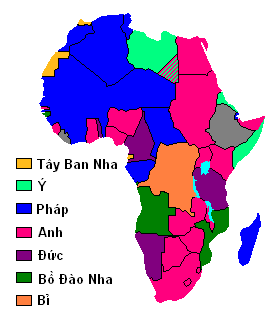 Tây Ban Nha
Ý
Pháp
Anh
Đức
Bồ Đào Nha
Bỉ